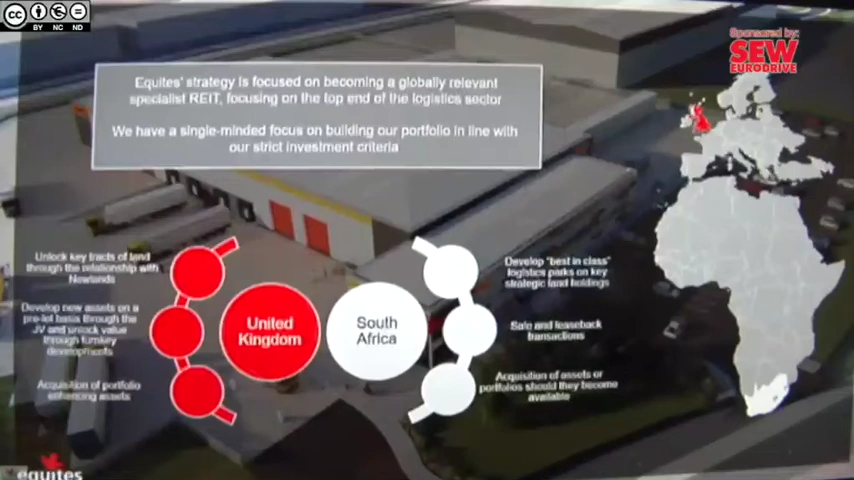 cc
BY NC ND
Sponsored by:
SEW
EURODRIVE
Equites' strategy is focused on becoming a globally relevant
specialist REIT, focusing on the top end of the logistics sector
We have a single-minded focus on building our portfolio in line with
our strict investment criteria
Unlock key tracts of land
through the relationship with
Newlands
Develop new assets on a
pre-let basis through the
JV and unlock value
through turnkey
developments
Acquisition of portfolio
enhancing assets
United
Kingdom
South
Africa
Develop "best in class"
logistics parks on key
strategic land holdings
Sale and leaseback
transactions
Acquisition of assets or
portfolios should they become
available
equites